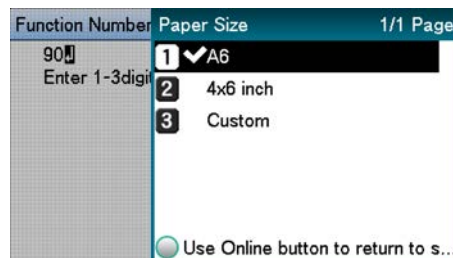 Function Number
90
Enter 1-3digit
Paper Size 1/1 Page
1 A6
2 4x6 inch
3 Custom
Use Online button to return to s...